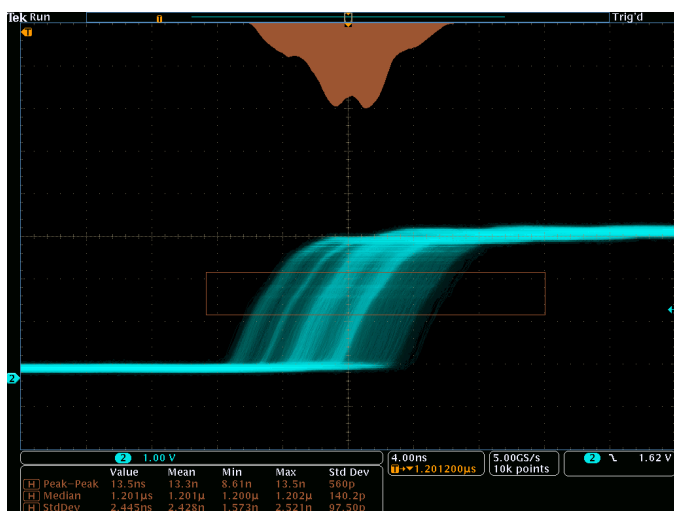 Tek Run Trig'd
T
T
2
2 1.00 V
4.00ns
T→▾1.201200µs
5.00GS/s
10k points
2 1.62 V
Value Mean Min Max Std Dev
H Peak-Peak 13.5ns 13.3n 8.61n 13.5n 560p
H Median 1.201µs 1.201µ 1.200µ 1.202µ 140.2p
H StdDev 2.445ns 2.428n 1.573n 2.521n 97.50p